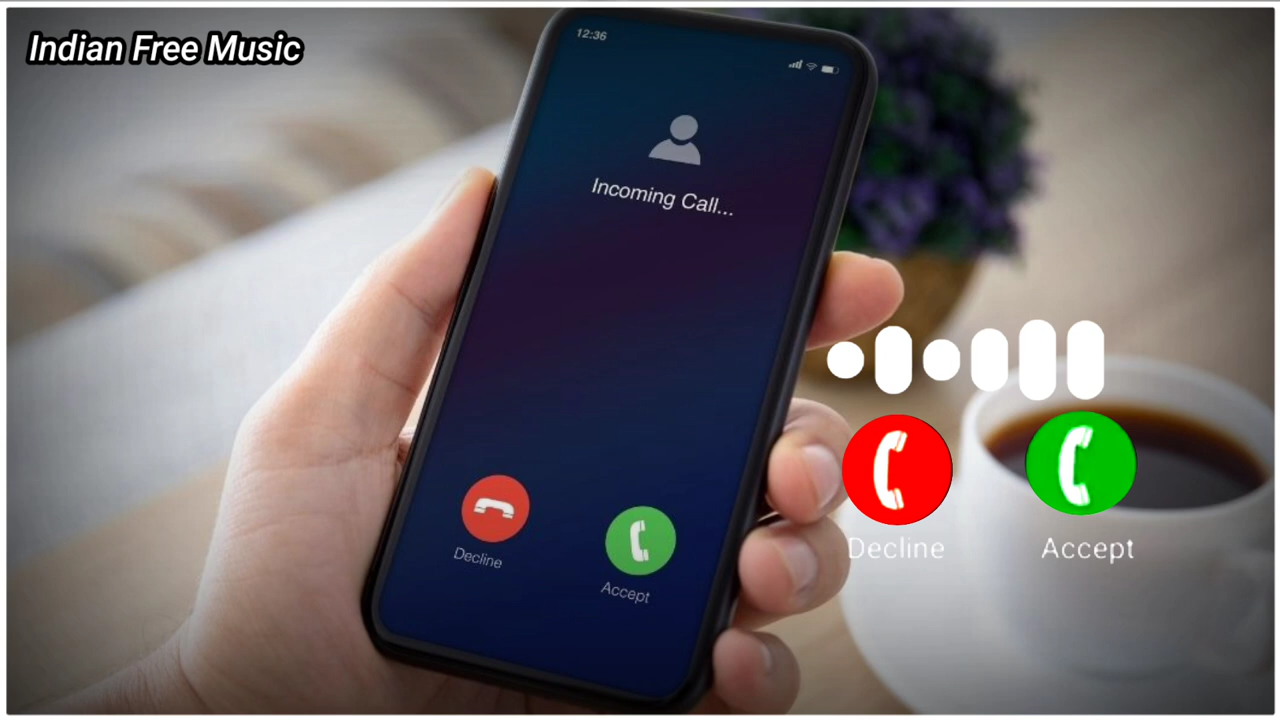 Indian Free Music
12:36
Incoming Call...
Decline
Accept
Decline
Accept